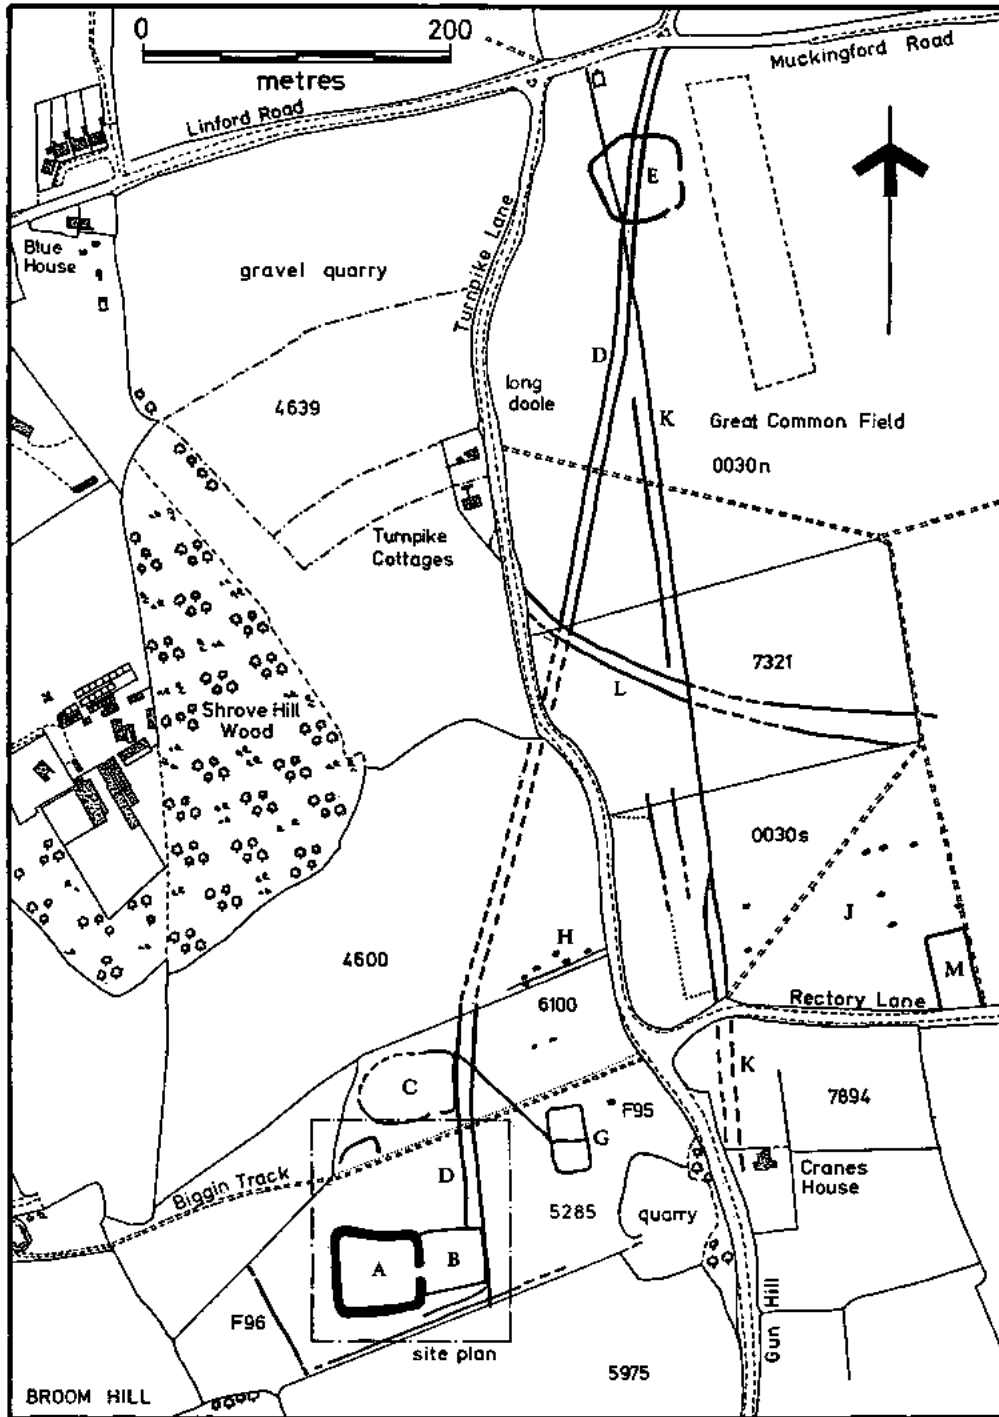 0 200
metres
Muckingford Road
Linford Road
E
Blue
House
gravel quarry
Turnpike Lane
D
long
doole
4639
K
Great Common Field
0030n
Turnpike
Cottages
7321
L
Shrove Hill
Wood
0030s
J
H
4600
M
6100
Rectory Lane
K
C
7894
F95
G
Cranes
House
Biggin Track
D
5285
quarry
A
B
F96
Gun Hill
site plan
5975
BROOM HILL